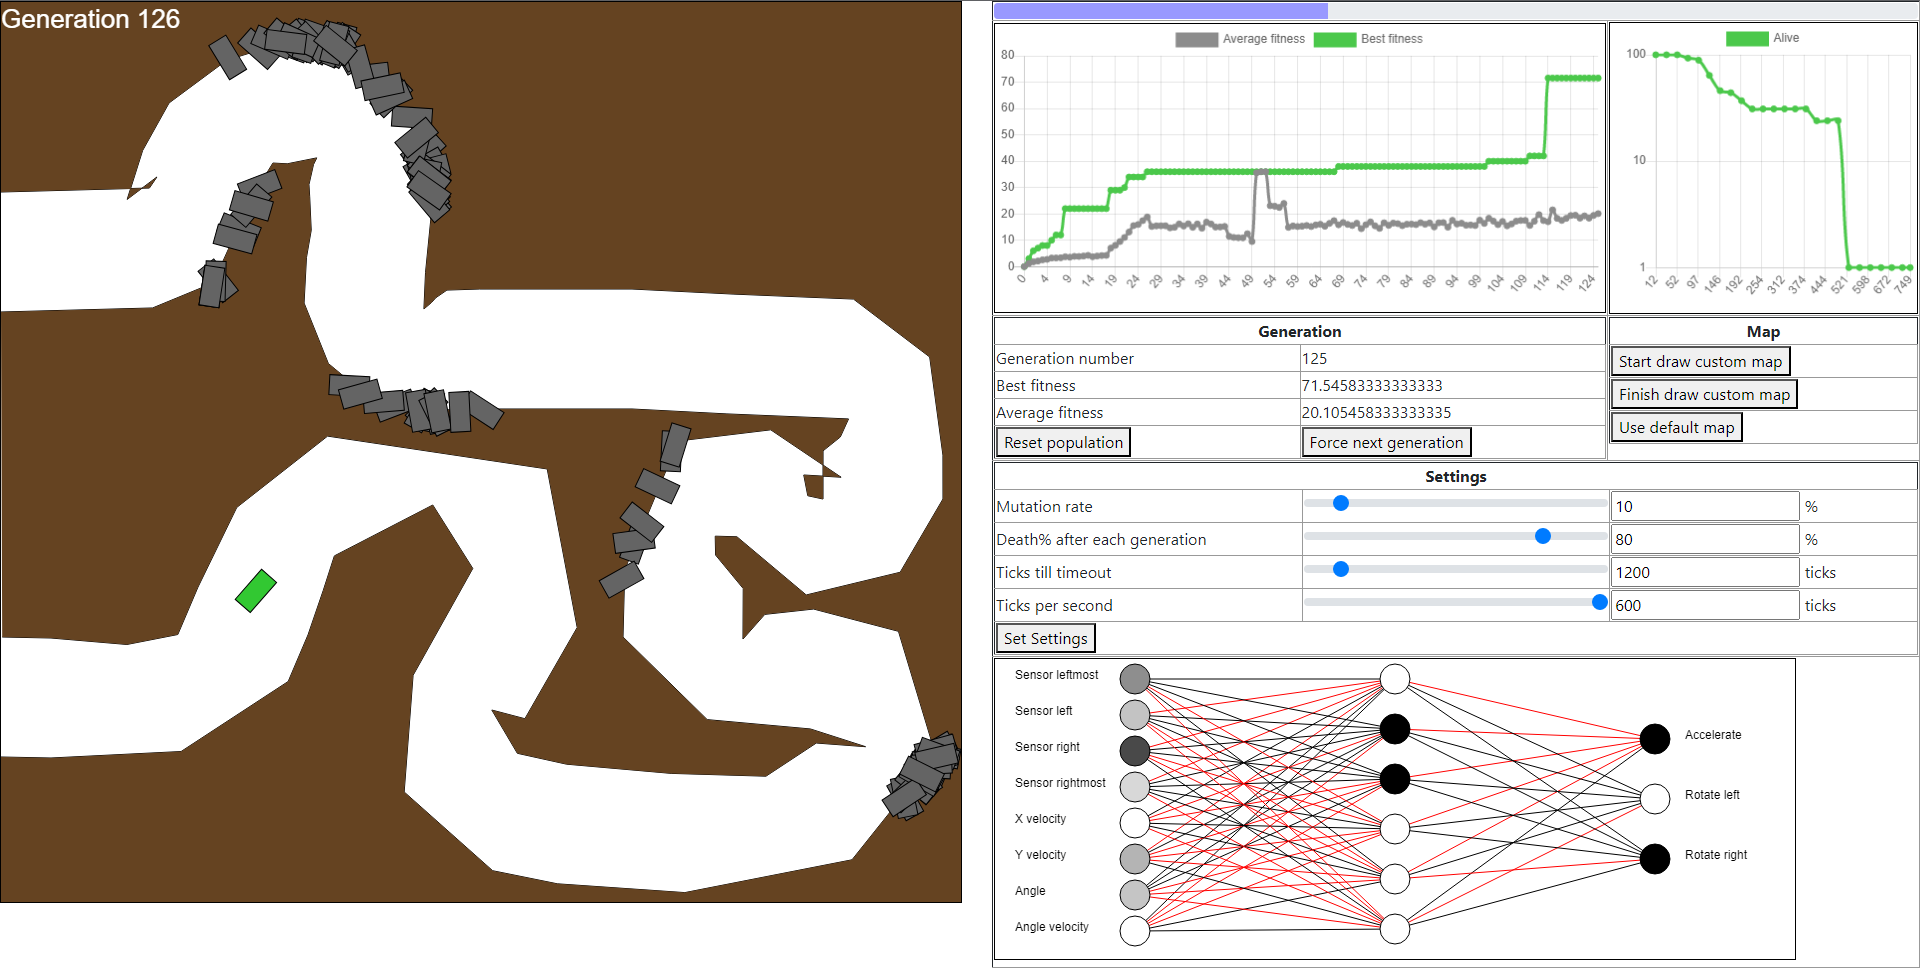 Generation 126
Average fitness Best fitness
80
70
60
50
40
30
20
10
0
0 4 9 14 19 24 29 34 39 44 49 54 59 64 69 74 79 84 89 94 99 104 109 114 119 124
Alive
100
10
1
12 52 97 146 192 254 312 374 444 521 598 672 749
Generation
Generation number 125
Best fitness 71.54583333333333
Average fitness 20.105458333333335
Reset population Force next generation
Map
Start draw custom map
Finish draw custom map
Use default map
Settings
Mutation rate 10 %
Death% after each generation 80 %
Ticks till timeout 1200 ticks
Ticks per second 600 ticks
Set Settings
Sensor leftmost
Sensor left
Sensor right
Sensor rightmost
X velocity
Y velocity
Angle
Angle velocity
Accelerate
Rotate left
Rotate right